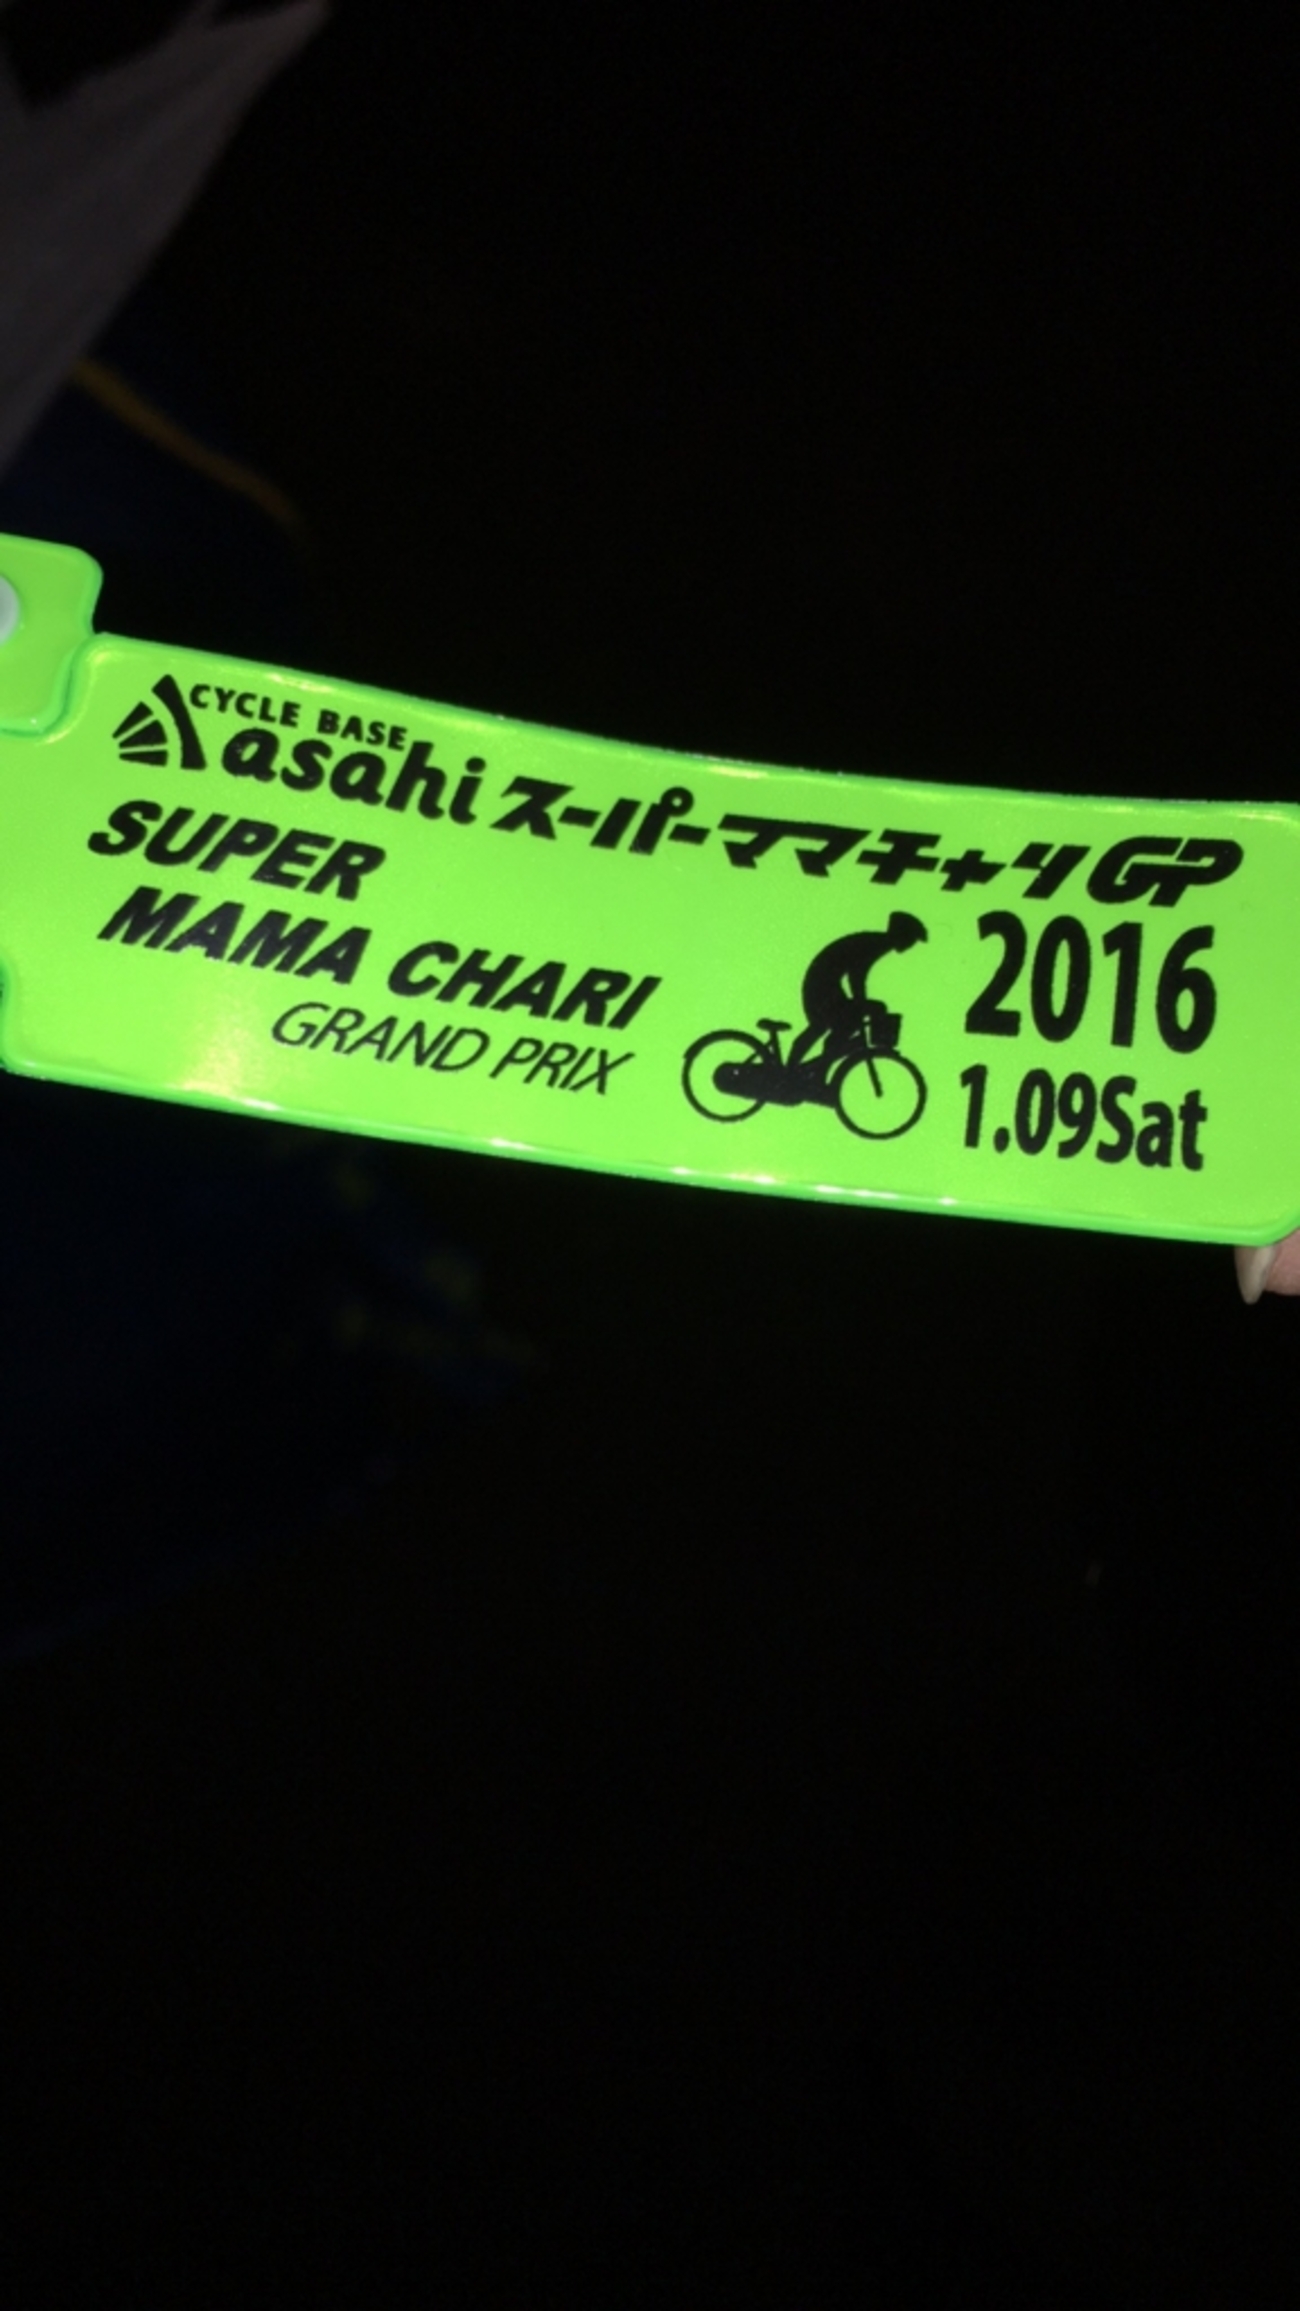 CYCLE BASE
asahi スーパーママチャリGP
SUPER
MAMA CHARI
GRAND PRIX
2016
1.09Sat